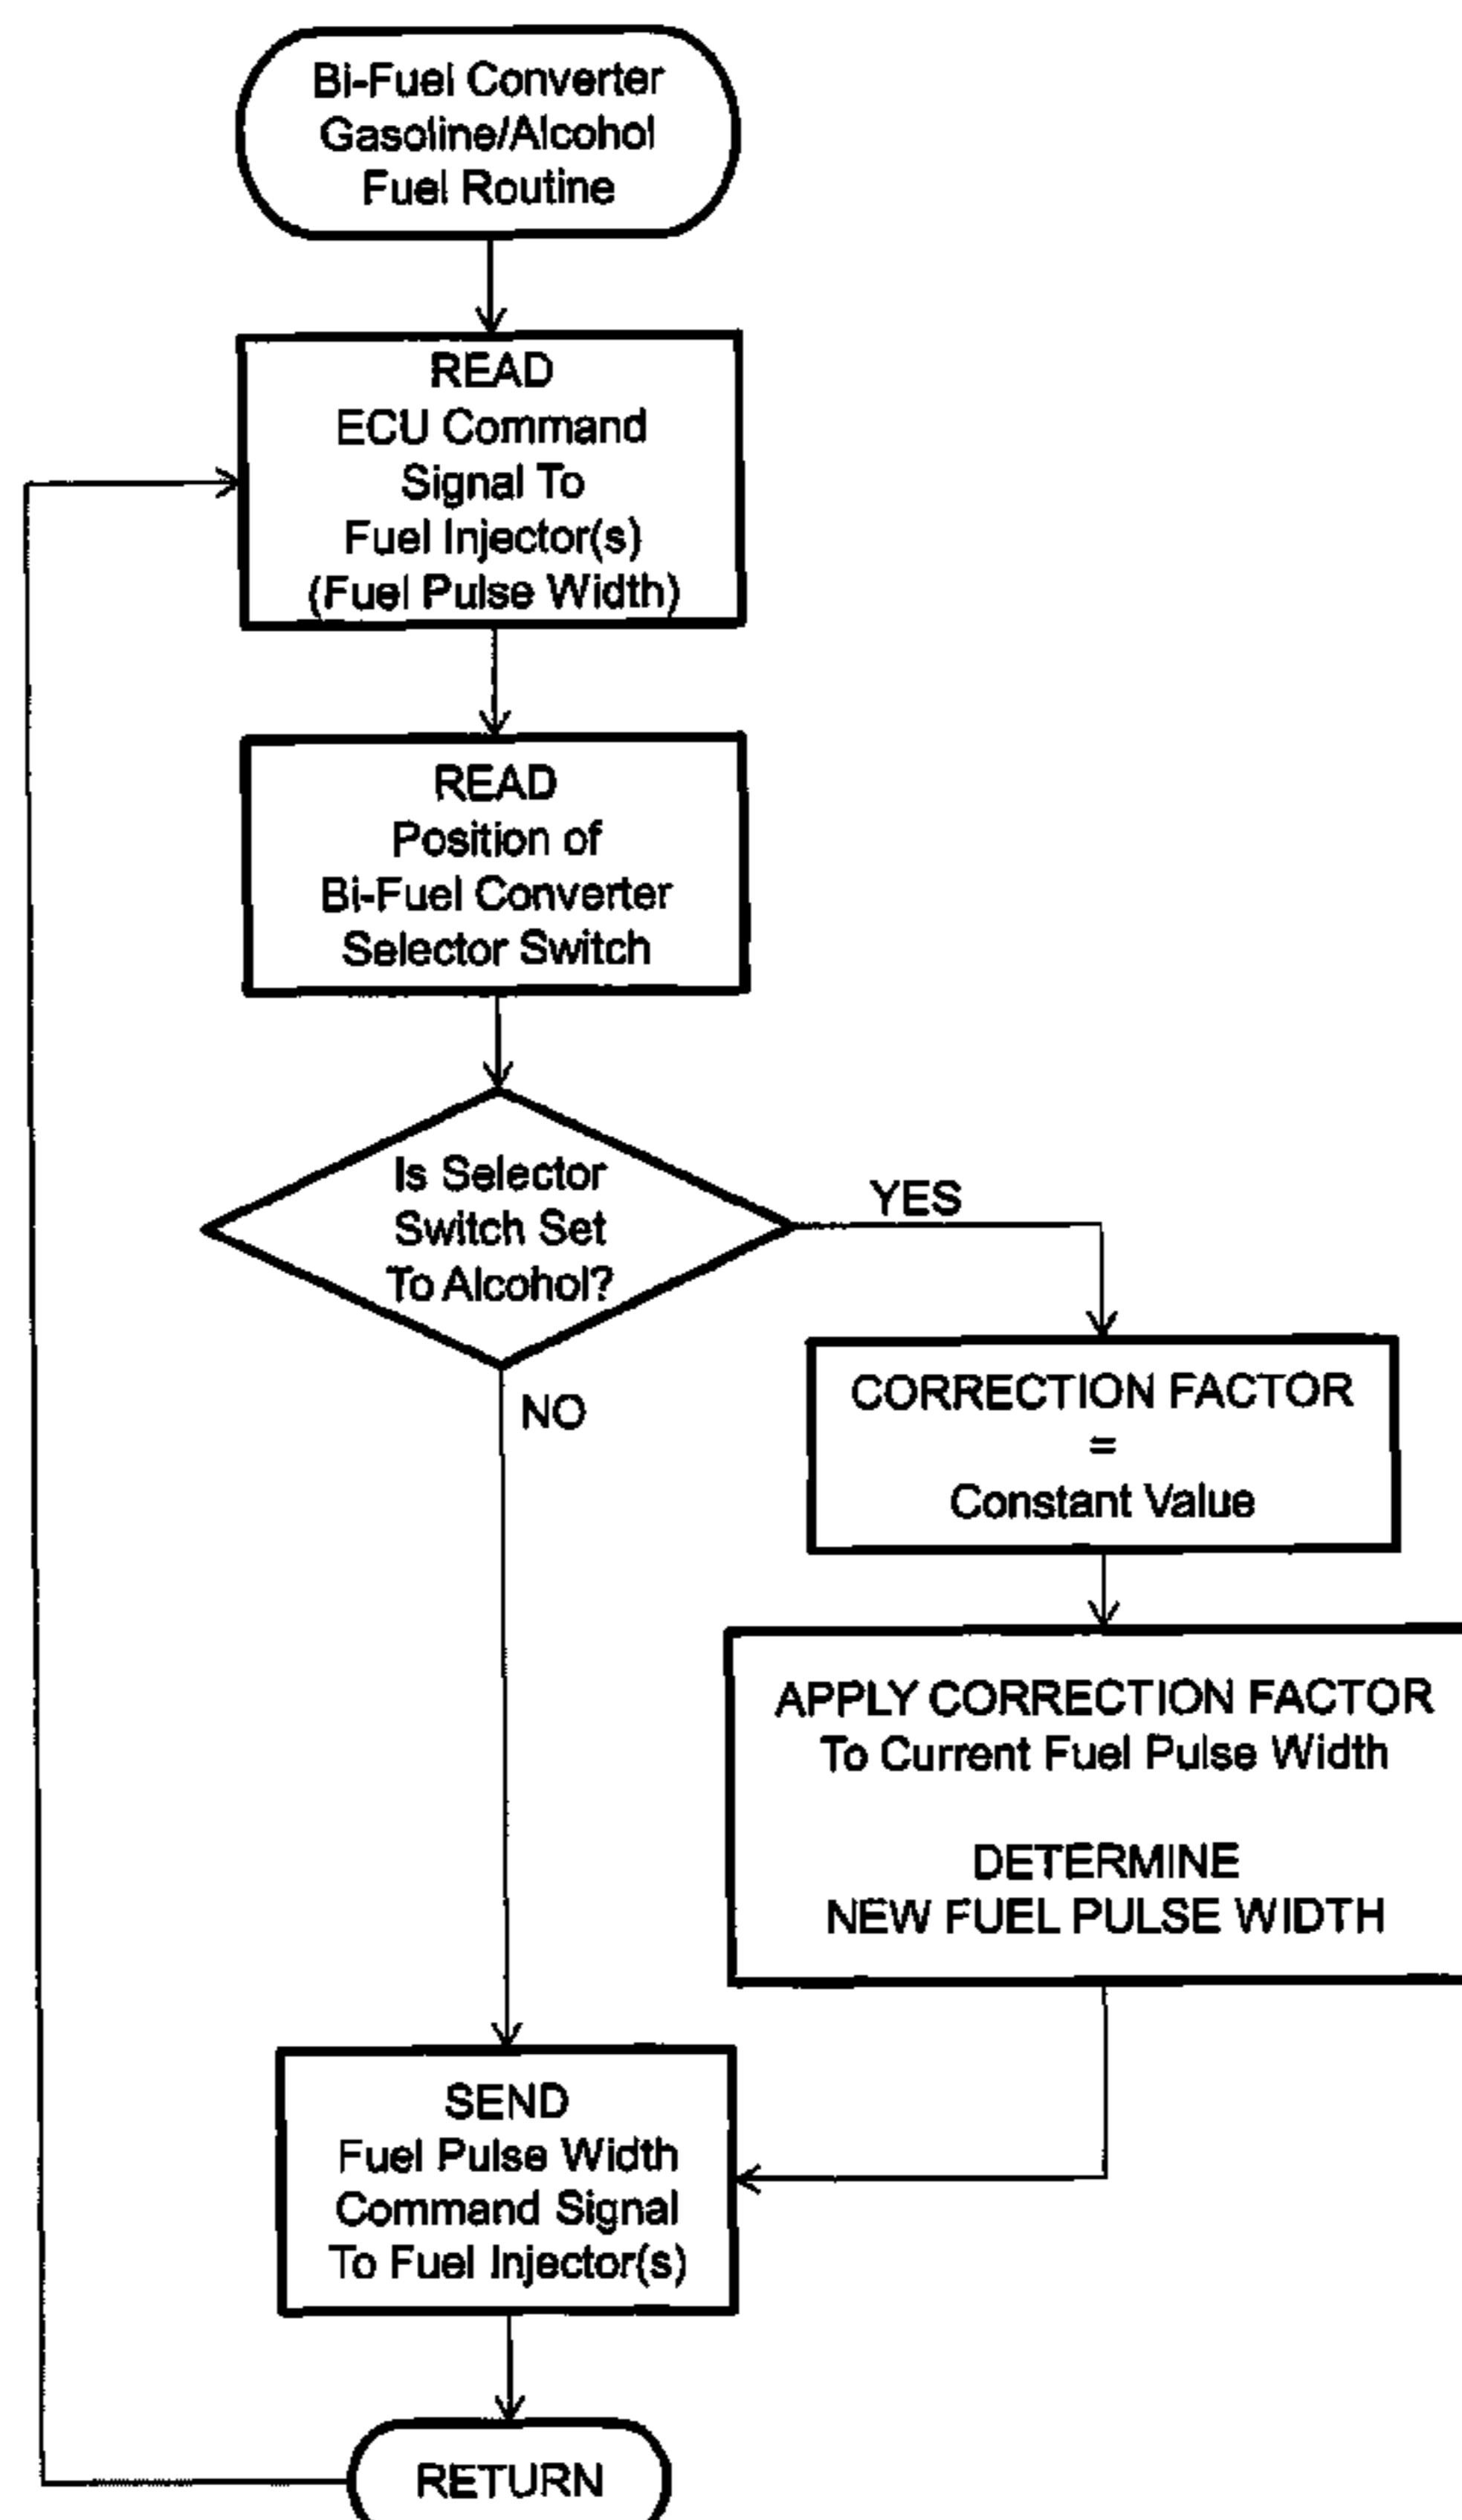 Bi-Fuel Converter
Gasoline/Alcohol
Fuel Routine
READ
ECU Command
Signal To
Fuel Injector(s)
(Fuel Pulse Width)
READ
Position of
Bi-Fuel Converter
Selector Switch
Is Selector
Switch Set
To Alcohol?
YES
NO
CORRECTION FACTOR
=
Constant Value
APPLY CORRECTION FACTOR
To Current Fuel Pulse Width
DETERMINE
NEW FUEL PULSE WIDTH
SEND
Fuel Pulse Width
Command Signal
To Fuel Injector(s)
RETURN